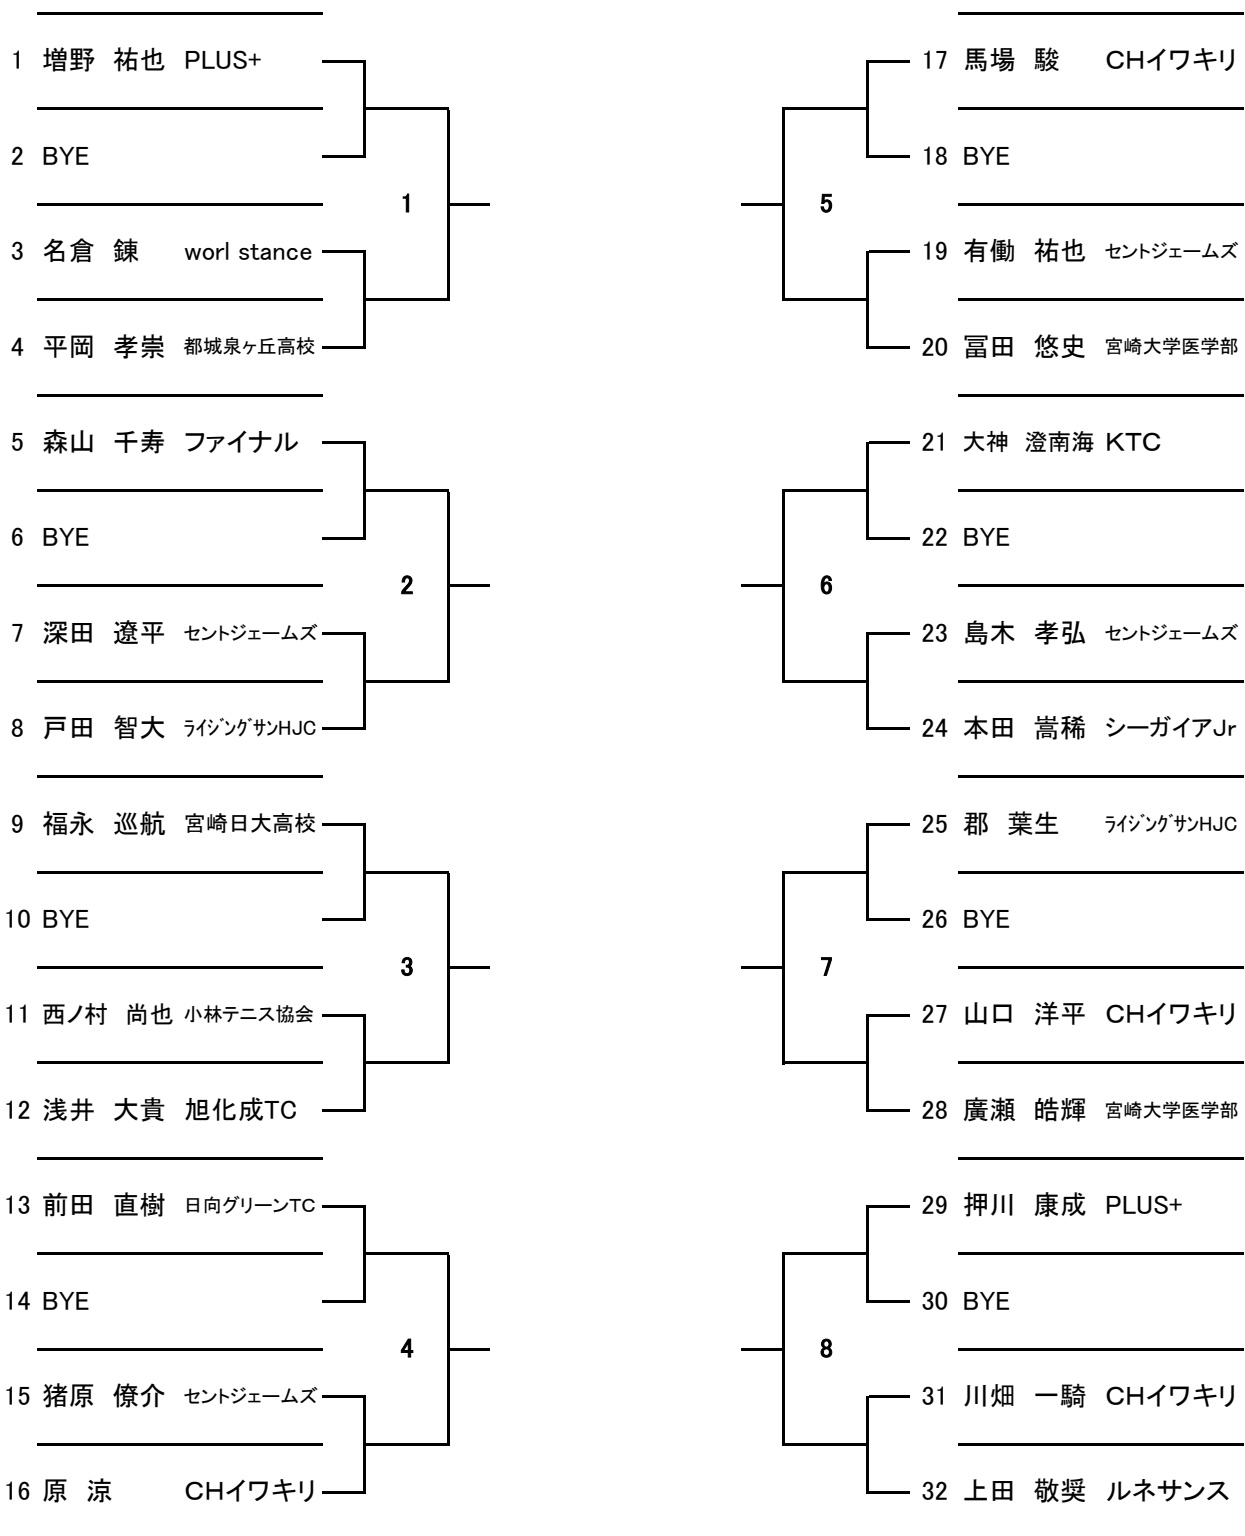 1 増野 祐也 PLUS+
2 BYE
1
3 名倉 錬 worl stance
4 平岡 孝崇 都城泉ヶ丘高校
5 森山 千寿 ファイナル
6 BYE
2
7 深田 遼平 セントジェームズ
8 戸田 智大 ﾗｲｼﾞﾝｸﾞｻﾝHJC
9 福永 巡航 宮崎日大高校
10 BYE
3
11 西ノ村 尚也 小林テニス協会
12 浅井 大貴 旭化成TC
13 前田 直樹 日向グリーンTC
14 BYE
4
15 猪原 僚介 セントジェームズ
16 原 涼 CHイワキリ
17 馬場 駿 CHイワキリ
18 BYE
5
19 有働 祐也 セントジェームズ
20 冨田 悠史 宮崎大学医学部
21 大神 澄南海 KTC
22 BYE
6
23 島木 孝弘 セントジェームズ
24 本田 嵩稀 シーガイアJr
25 郡 葉生 ﾗｲｼﾞﾝｸﾞｻﾝHJC
26 BYE
7
27 山口 洋平 CHイワキリ
28 廣瀬 皓輝 宮崎大学医学部
29 押川 康成 PLUS+
30 BYE
8
31 川畑 一騎 CHイワキリ
32 上田 敬奨 ルネサンス